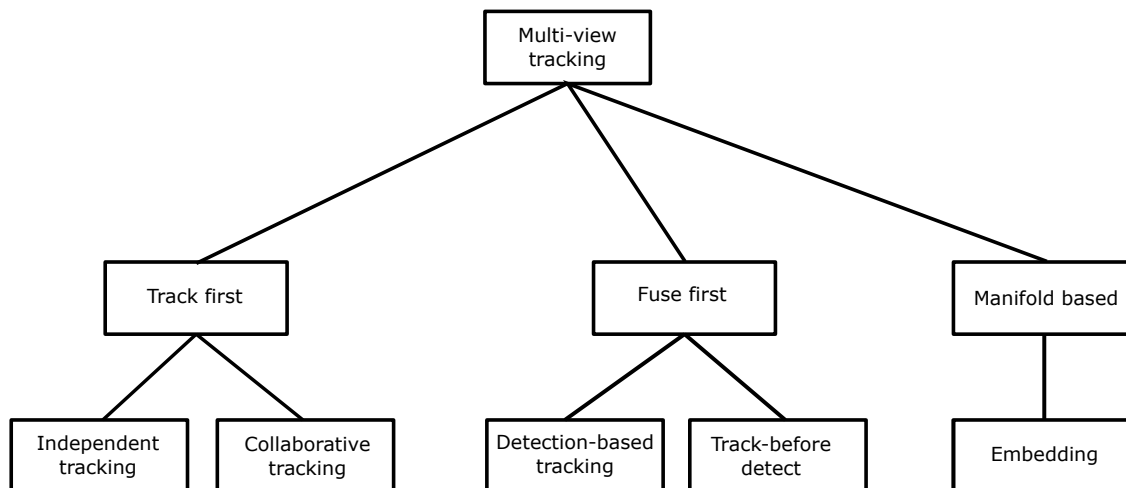 Multi-view
tracking
Track first
Fuse first
Manifold based
Independent
tracking
Collaborative
tracking
Detection-based
tracking
Track-before
detect
Embedding